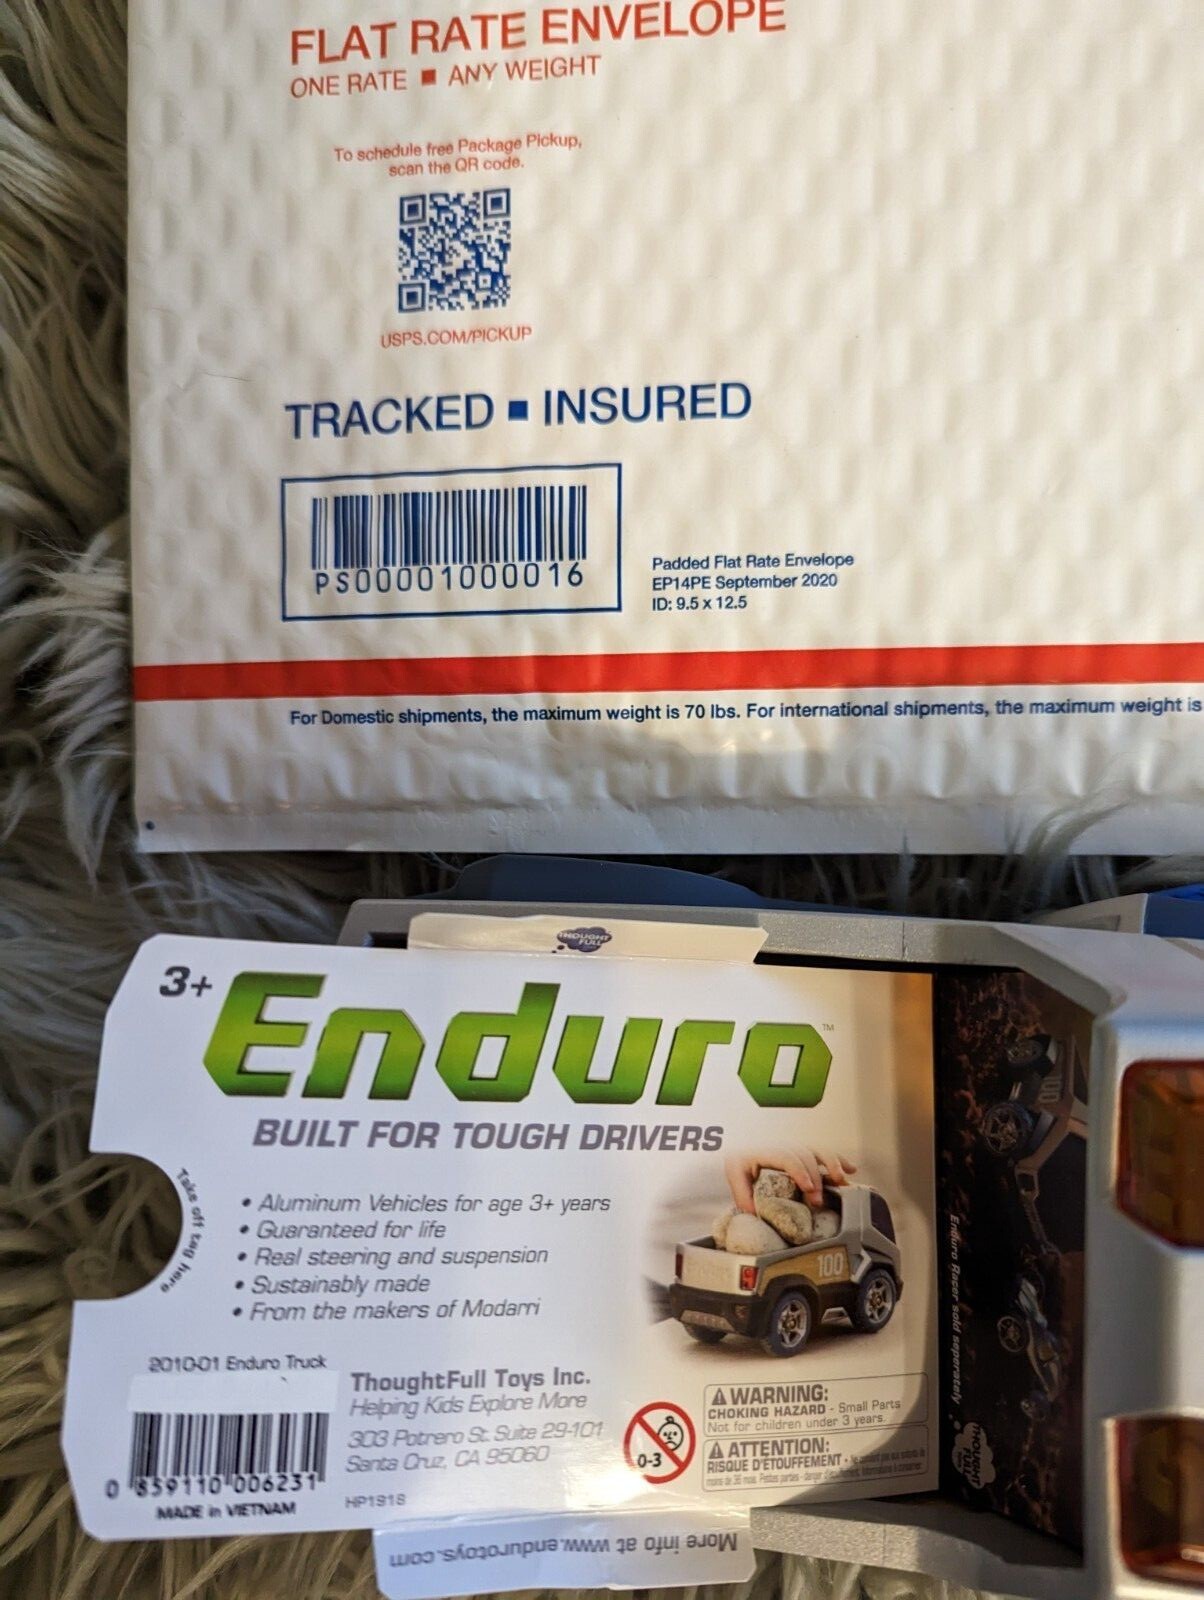 FLAT RATE ENVELOPE
ONE RATE ■ ANY WEIGHT
To schedule free Package Pickup,
scan the QR code.
USPS.COM/PICKUP
TRACKED ■ INSURED
PS00001000016
Padded Flat Rate Envelope
EP14PE September 2020
ID: 9.5 x 12.5
For Domestic shipments, the maximum weight is 70 lbs. For international shipments, the maximum weight is
THOUGHT
FULL
3+
Enduro™
BUILT FOR TOUGH DRIVERS
Take off tag here
• Aluminum Vehicles for age 3+ years
• Guaranteed for life
• Real steering and suspension
• Sustainably made
• From the makers of Modarri
100
100
2010-01 Enduro Truck
0 859110 006231
MADE in VIETNAM
ThoughtFull Toys Inc.
Helping Kids Explore More
303 Potrero St. Suite 29-101
Santa Cruz, CA 95060
HP1918
0-3
⚠ WARNING:
CHOKING HAZARD - Small Parts
Not for children under 3 years.
⚠ ATTENTION:
RISQUE D'ÉTOUFFEMENT •
Enduro Racer sold seperately
THOUGHT
FULL
More info at www.endurotoys.com